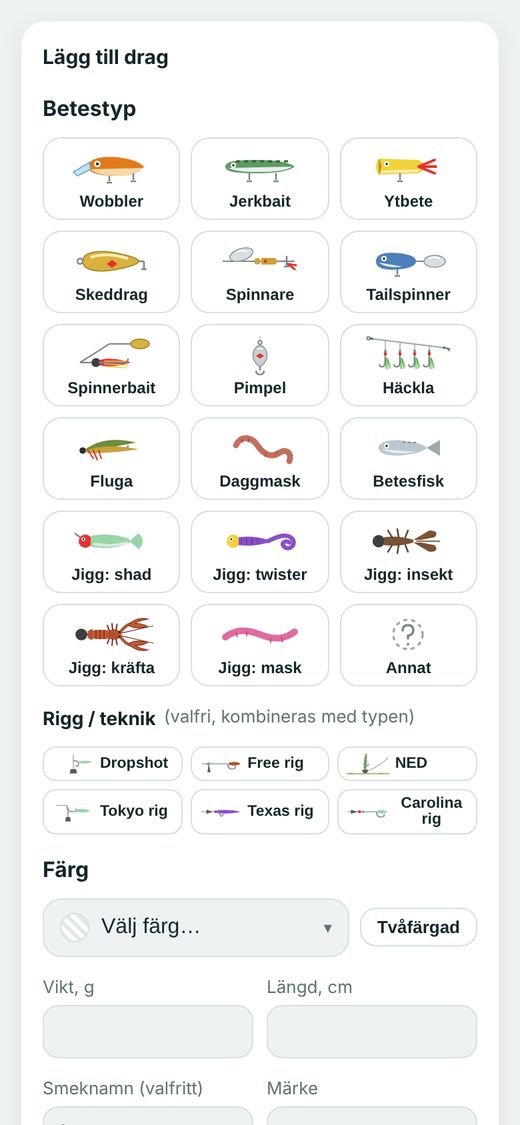 Lägg till drag
Betestyp
Wobbler
Jerkbait
Ytbete
Skeddrag
Spinnare
Tailspinner
Spinnerbait
Pimpel
Häckla
Fluga
Daggmask
Betesfisk
Jigg: shad
Jigg: twister
Jigg: insekt
Jigg: kräfta
Jigg: mask
?
Annat
Rigg / teknik (valfri, kombineras med typen)
Dropshot
Free rig
NED
Tokyo rig
Texas rig
Carolina
rig
Färg
Välj färg…
Tvåfärgad
Vikt, g
Längd, cm
Smeknamn (valfritt)
Märke